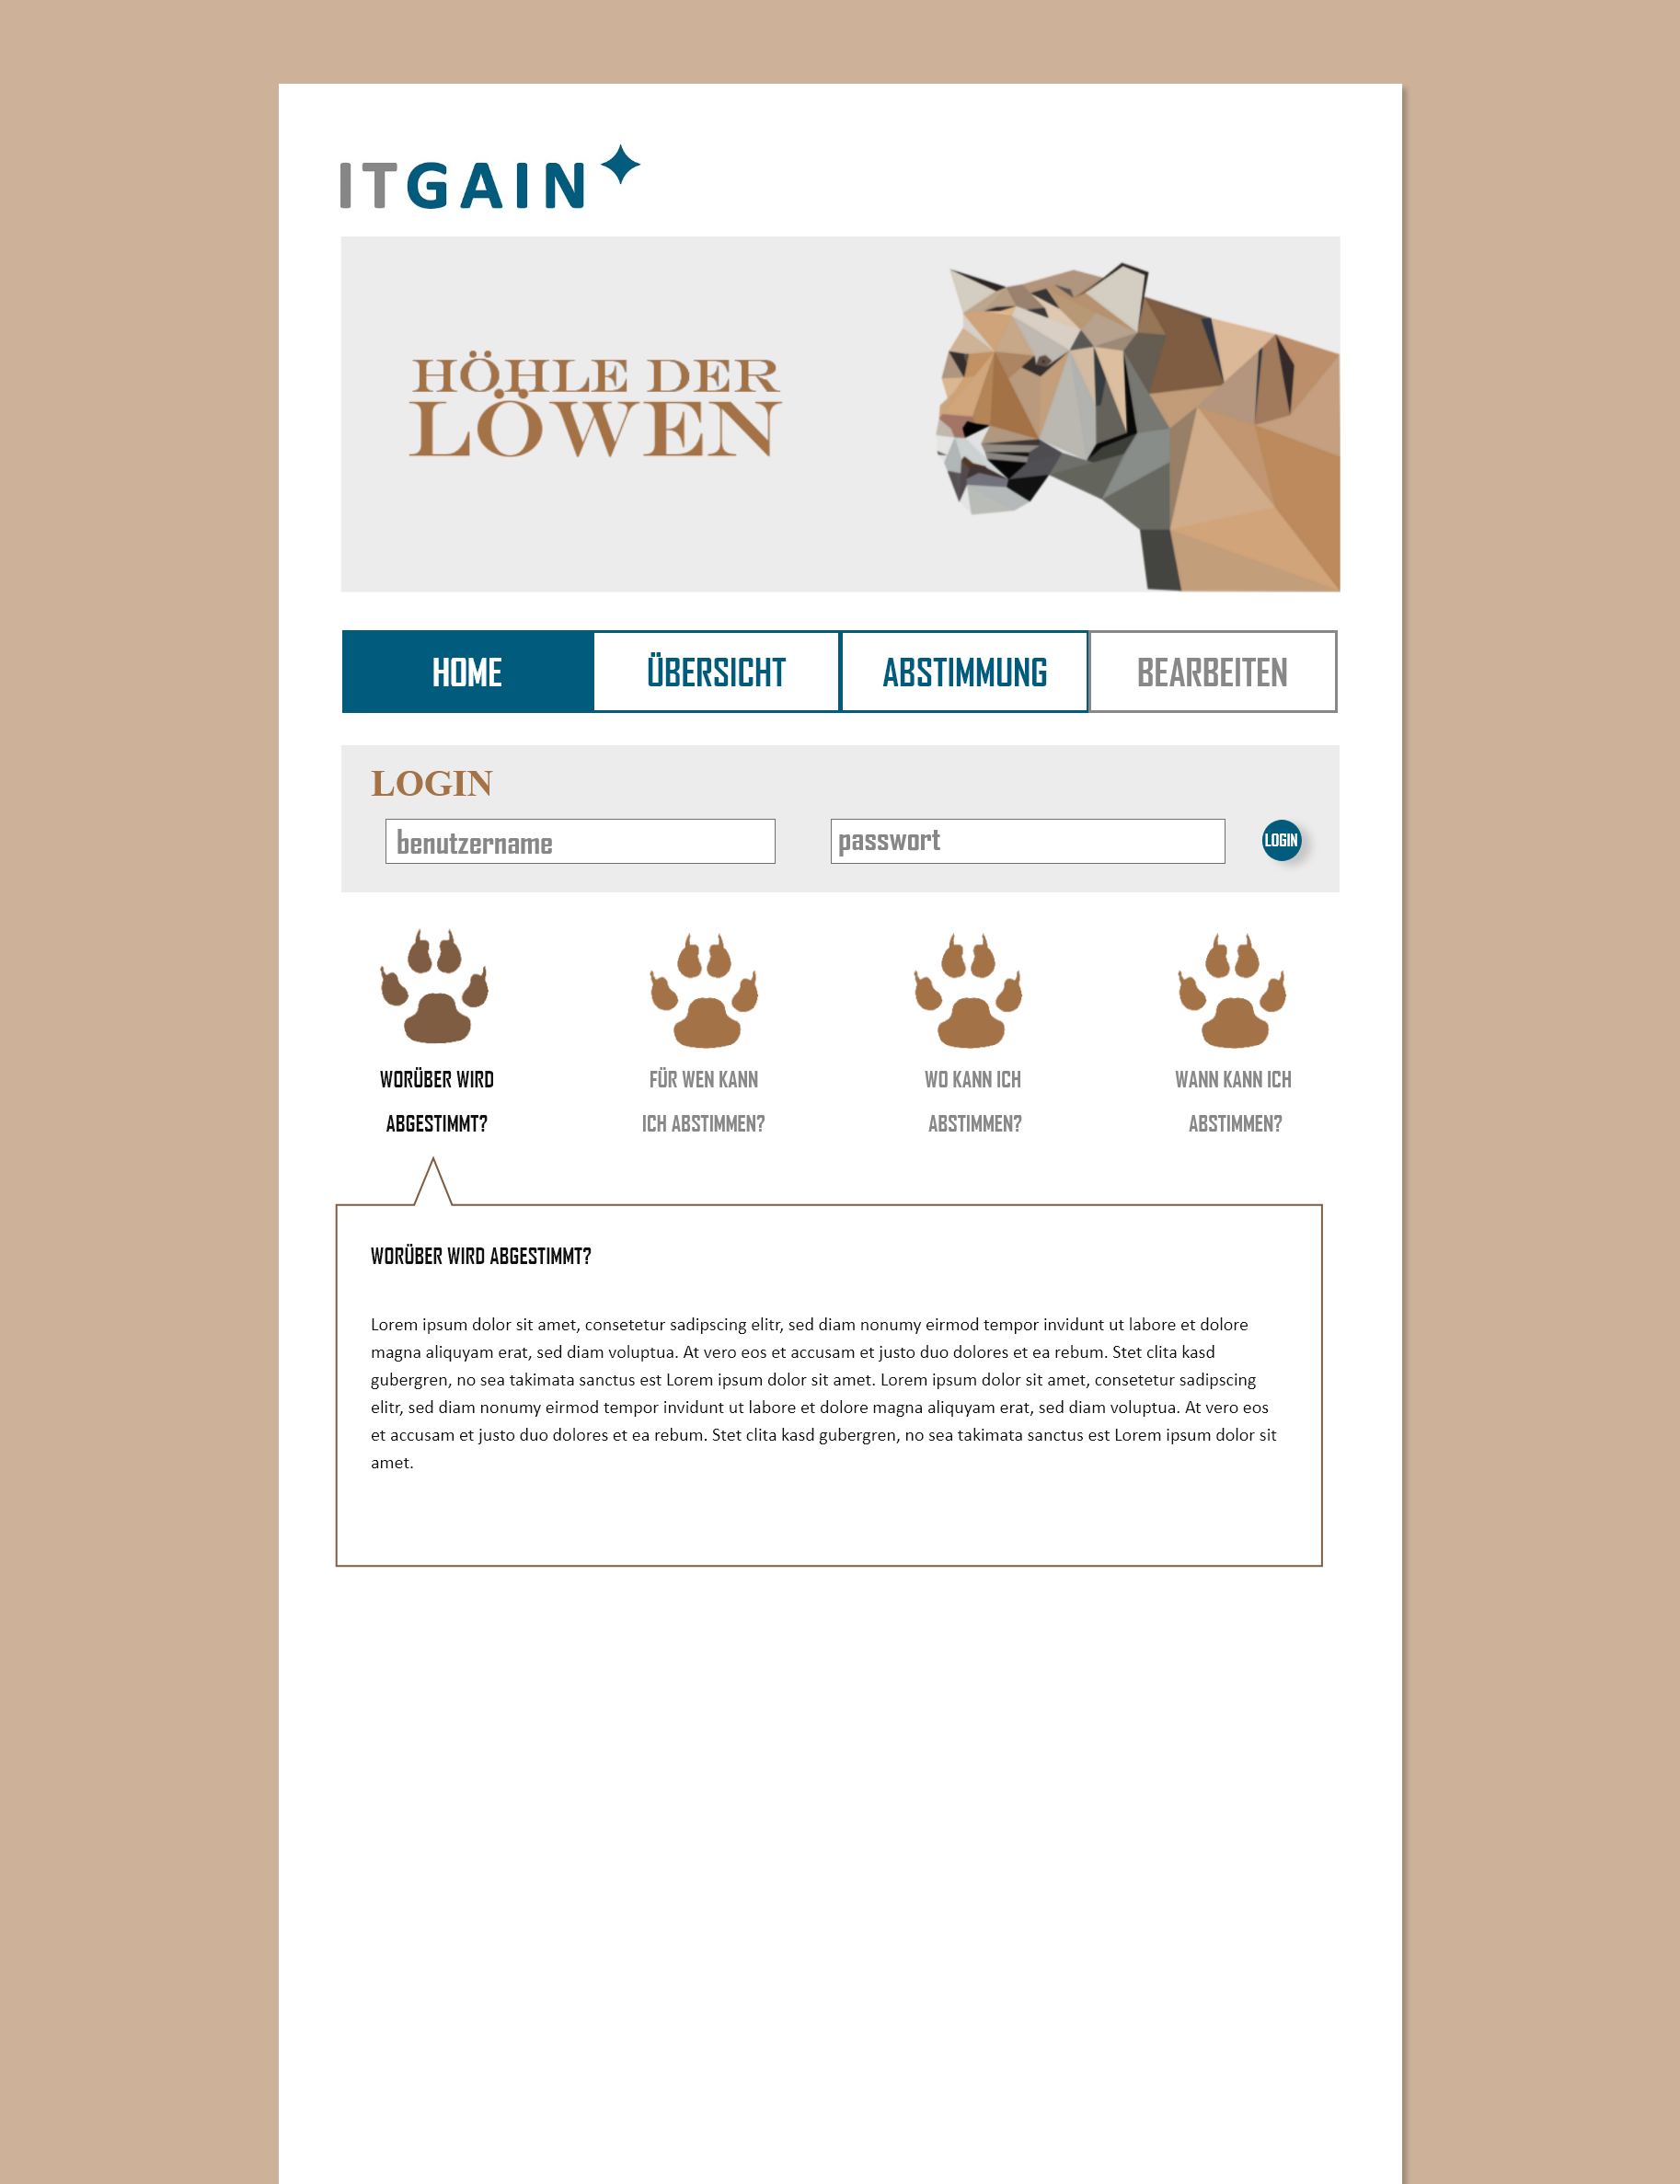 ITGAIN
HÖHLE DER
LÖWEN
HOME ÜBERSICHT ABSTIMMUNG BEARBEITEN
LOGIN
benutzername passwort LOGIN
WORÜBER WIRD
ABGESTIMMT?
FÜR WEN KANN
ICH ABSTIMMEN?
WO KANN ICH
ABSTIMMEN?
WANN KANN ICH
ABSTIMMEN?
WORÜBER WIRD ABGESTIMMT?
Lorem ipsum dolor sit amet, consetetur sadipscing elitr, sed diam nonumy eirmod tempor invidunt ut labore et dolore
magna aliquyam erat, sed diam voluptua. At vero eos et accusam et justo duo dolores et ea rebum. Stet clita kasd
gubergren, no sea takimata sanctus est Lorem ipsum dolor sit amet. Lorem ipsum dolor sit amet, consetetur sadipscing
elitr, sed diam nonumy eirmod tempor invidunt ut labore et dolore magna aliquyam erat, sed diam voluptua. At vero eos
et accusam et justo duo dolores et ea rebum. Stet clita kasd gubergren, no sea takimata sanctus est Lorem ipsum dolor sit
amet.